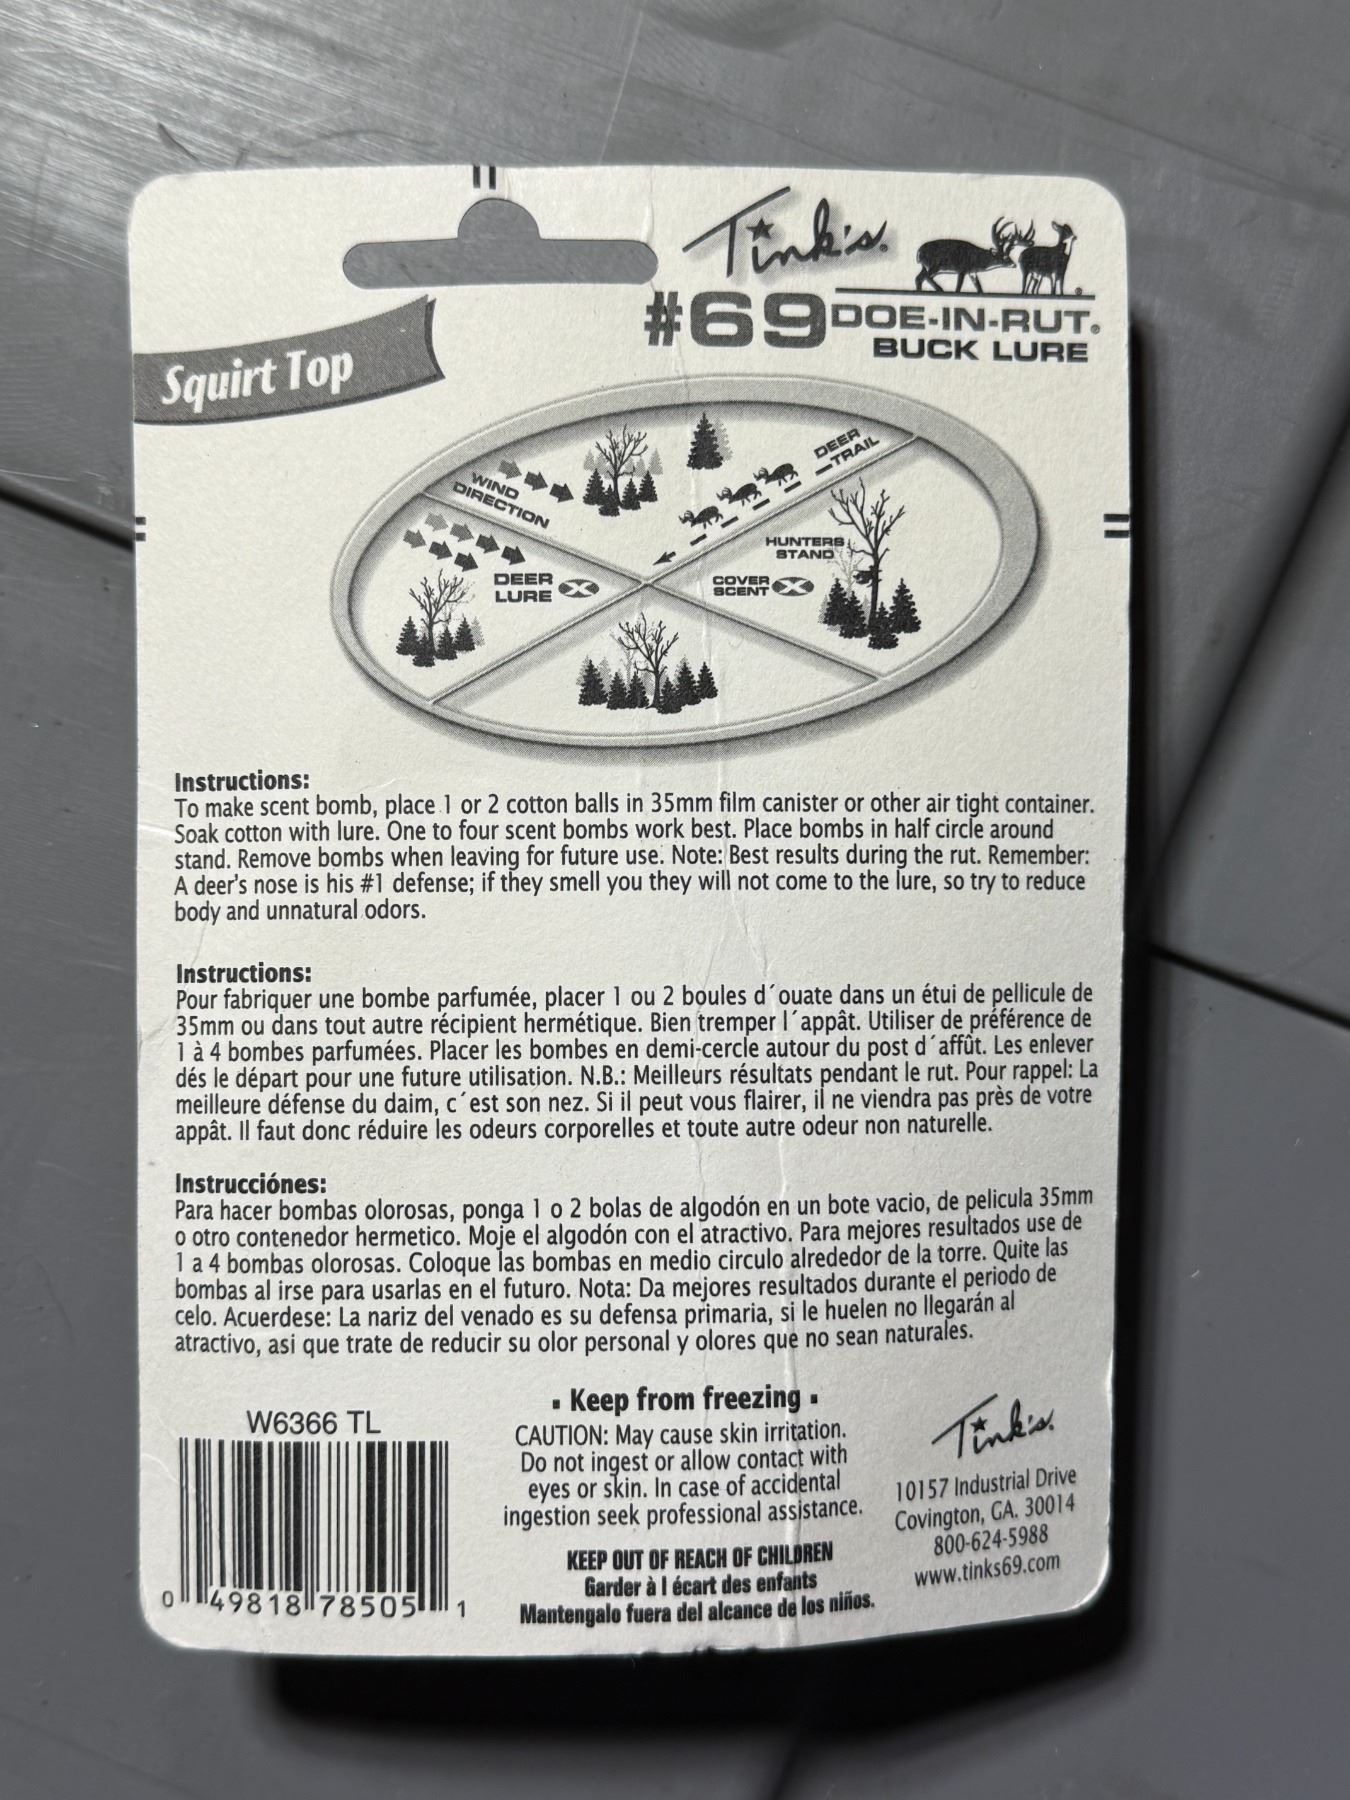 Tink's®
#69 DOE-IN-RUT®
BUCK LURE
Squirt Top
DEER
TRAIL
WIND
DIRECTION
HUNTERS
STAND
DEER
LURE X
COVER
SCENT X
Instructions:
To make scent bomb, place 1 or 2 cotton balls in 35mm film canister or other air tight container.
Soak cotton with lure. One to four scent bombs work best. Place bombs in half circle around
stand. Remove bombs when leaving for future use. Note: Best results during the rut. Remember:
A deer's nose is his #1 defense; if they smell you they will not come to the lure, so try to reduce
body and unnatural odors.
Instructions:
Pour fabriquer une bombe parfumée, placer 1 ou 2 boules d´ouate dans un étui de pellicule de
35mm ou dans tout autre récipient hermétique. Bien tremper l´appât. Utiliser de préférence de
1 à 4 bombes parfumées. Placer les bombes en demi-cercle autour du post d´affût. Les enlever
dés le départ pour une future utilisation. N.B.: Meilleurs résultats pendant le rut. Pour rappel: La
meilleure défense du daim, c´est son nez. Si il peut vous flairer, il ne viendra pas près de votre
appât. Il faut donc réduire les odeurs corporelles et toute autre odeur non naturelle.
Instrucciónes:
Para hacer bombas olorosas, ponga 1 o 2 bolas de algodón en un bote vacio, de pelicula 35mm
o otro contenedor hermetico. Moje el algodón con el atractivo. Para mejores resultados use de
1 a 4 bombas olorosas. Coloque las bombas en medio circulo alrededor de la torre. Quite las
bombas al irse para usarlas en el futuro. Nota: Da mejores resultados durante el periodo de
celo. Acuerdese: La nariz del venado es su defensa primaria, si le huelen no llegarán al
atractivo, asi que trate de reducir su olor personal y olores que no sean naturales.
W6366 TL
0 49818 78505 1
▪ Keep from freezing ▪
CAUTION: May cause skin irritation.
Do not ingest or allow contact with
eyes or skin. In case of accidental
ingestion seek professional assistance.
KEEP OUT OF REACH OF CHILDREN
Garder à l écart des enfants
Mantengalo fuera del alcance de los niños.
Tink's.
10157 Industrial Drive
Covington, GA. 30014
800-624-5988
www.tinks69.com